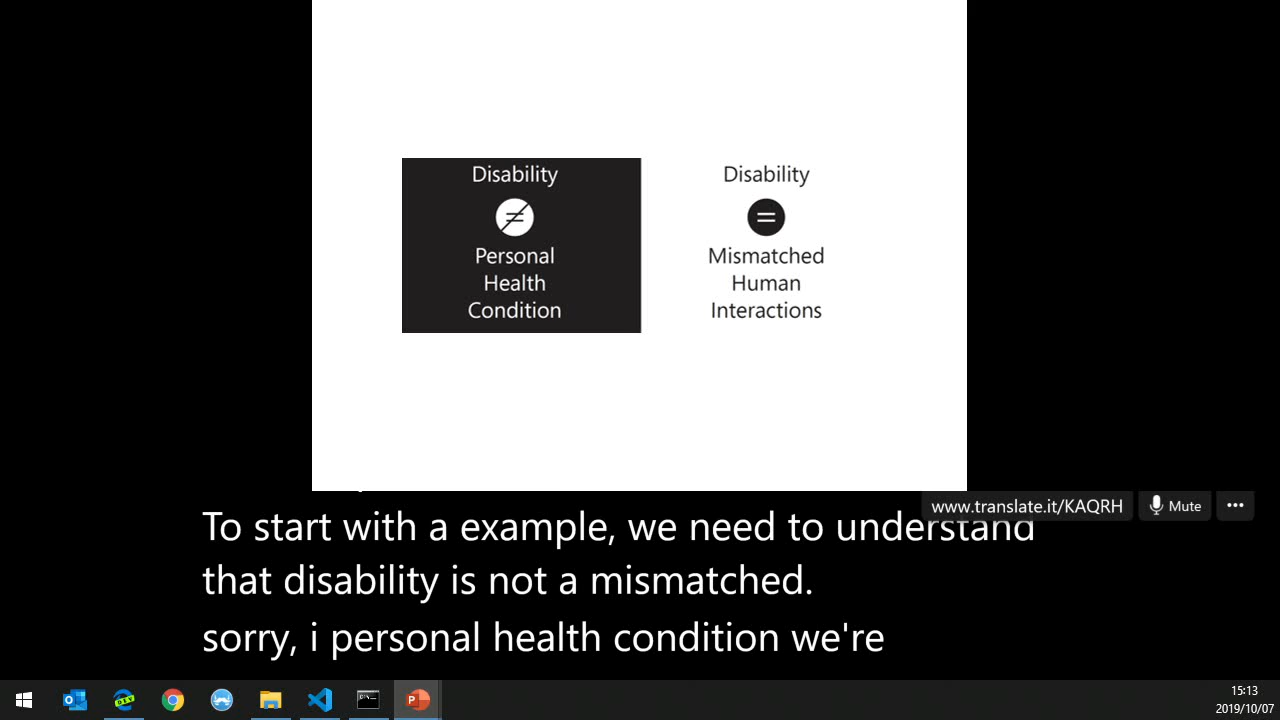 Disability
≠
Personal
Health
Condition
Disability
=
Mismatched
Human
Interactions
www.translate.it/KAQRH
Mute
To start with a example, we need to understand
that disability is not a mismatched.
sorry, i personal health condition we're
15:13
2019/10/07